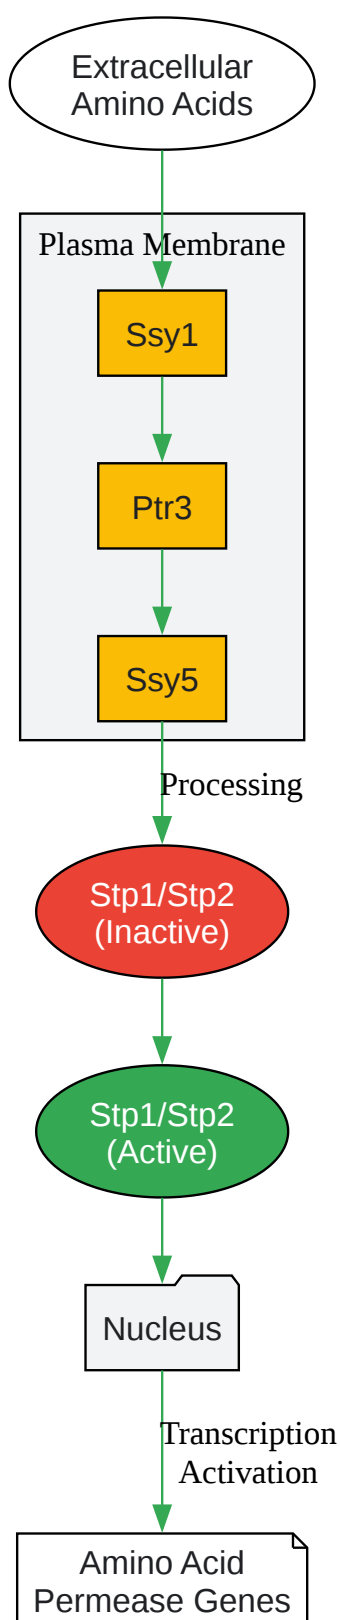 Extracellular
Amino Acids
Plasma Membrane
Ssy1
Ptr3
Ssy5
Processing
Stp1/Stp2
(Inactive)
Stp1/Stp2
(Active)
Nucleus
Transcription
Activation
Amino Acid
Permease Genes